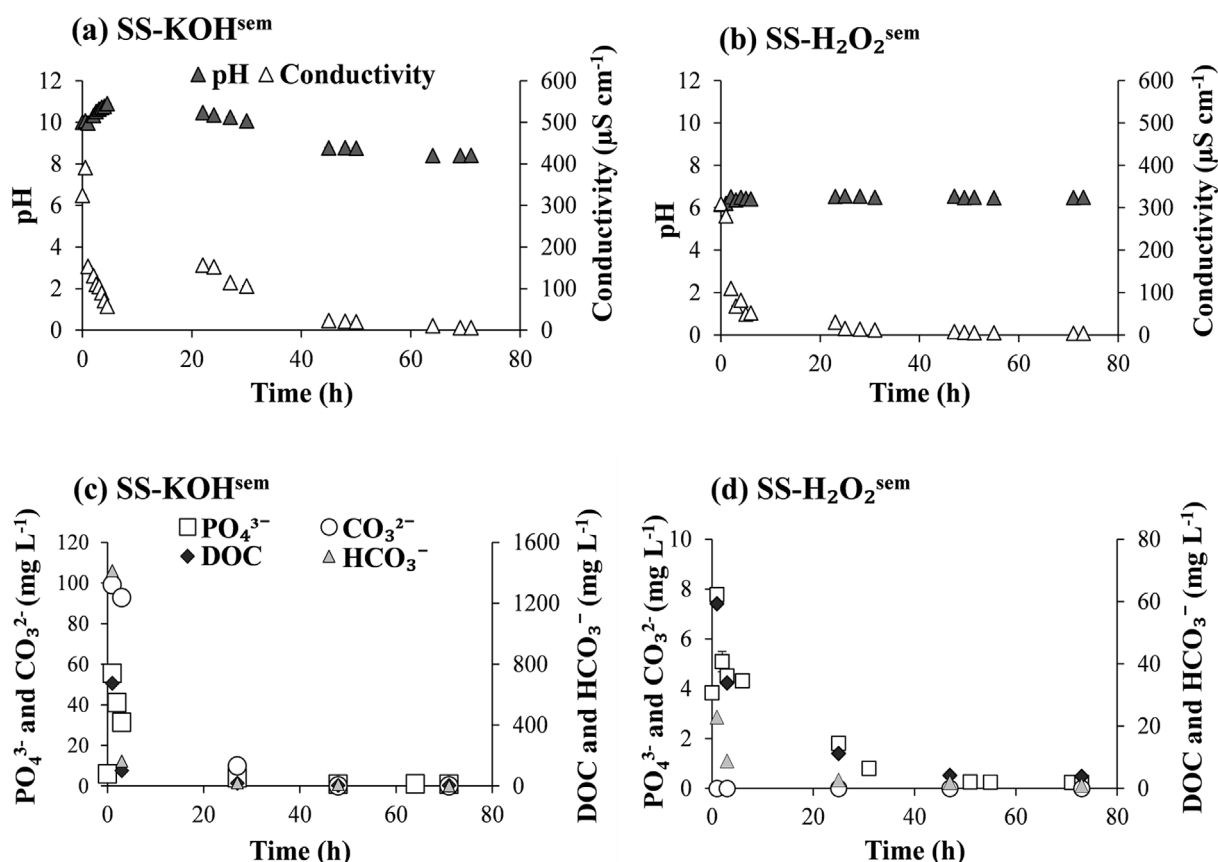 (a) SS-KOHˢᵉᵐ
pH Conductivity
12
10
8
6
4
2
0
pH
600
500
400
300
200
100
0
Conductivity (µS cm⁻¹)
0 20 40 60 80
Time (h)
(b) SS-H₂O₂ˢᵉᵐ
12
10
8
6
4
2
0
pH
600
500
400
300
200
100
0
Conductivity (µS cm⁻¹)
0 20 40 60 80
Time (h)
(c) SS-KOHˢᵉᵐ
PO₄³⁻ CO₃²⁻
DOC HCO₃⁻
120
100
80
60
40
20
0
PO₄³⁻ and CO₃²⁻ (mg L⁻¹)
1600
1200
800
400
0
DOC and HCO₃⁻ (mg L⁻¹)
0 20 40 60 80
Time (h)
(d) SS-H₂O₂ˢᵉᵐ
10
8
6
4
2
0
PO₄³⁻ and CO₃²⁻ (mg L⁻¹)
80
60
40
20
0
DOC and HCO₃⁻ (mg L⁻¹)
0 20 40 60 80
Time (h)